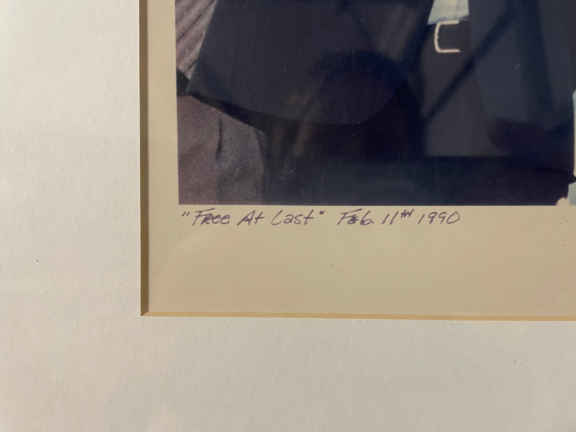 "Free At Last" Feb. 11th 1990